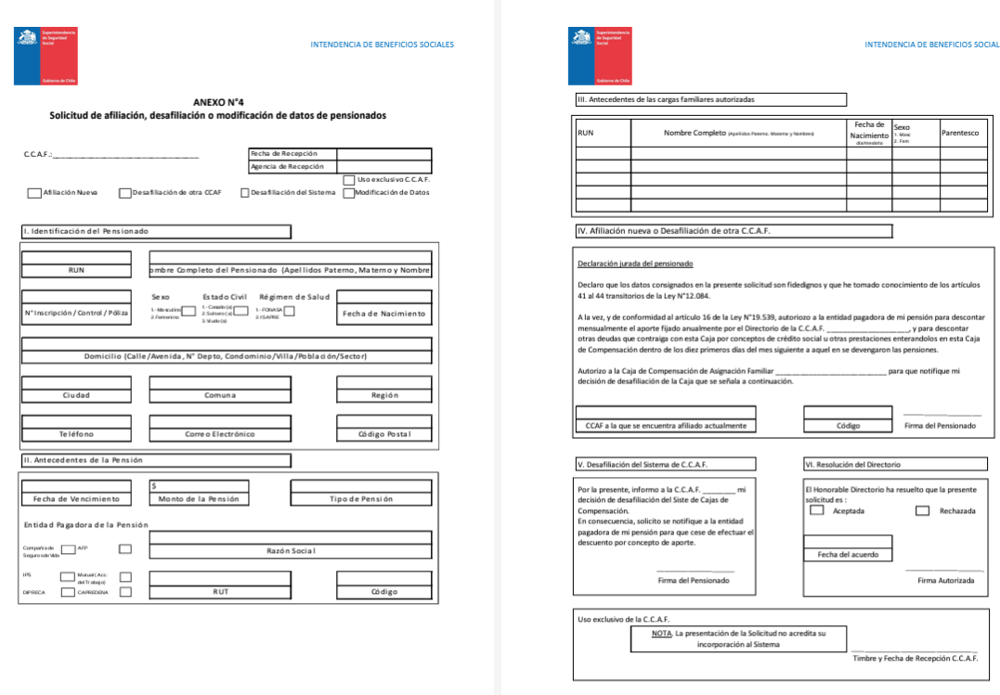 Superintendencia
de Seguridad
Social
Gobierno de Chile
INTENDENCIA DE BENEFICIOS SOCIALES
ANEXO N°4
Solicitud de afiliación, desafiliación o modificación de datos de pensionados
C.C.A.F.:
Fecha de Recepción
Agencia de Recepción
Uso exclusivo C.C.A.F.
Afiliación Nueva
Desafiliación de otra CCAF
Desafiliación del Sistema
Modificación de Datos
I. Identificación del Pensionado
RUN
ombre Completo del Pensionado (Apellidos Paterno, Materno y Nombre
Sexo
1 - Masculino
2. Femenino
Estado Civil
1 - Casado (a)
2. Soltero ( a)
3. Viudo (a)
Régimen de Salud
1 - FONASA
2. ISAPRE
N° Inscripción / Control / Póliza
Fecha de Nacimiento
Domicilio (Calle/Avenida, N° Depto, Condominio/Villa/Población/Sector)
Ciudad
Comuna
Región
Teléfono
Correo Electrónico
Código Postal
II. Antecedentes de la Pensión
$
Fecha de Vencimiento
Monto de la Pensión
Tipo de Pensión
Entidad Pagadora de la Pensión
Compañía de
Seguros de Vida
AFP
Razón Social
IPS
Mutual ( Acc.
del Trabajo)
DIPRECA
CAPREDENA
RUT
Código
Superintendencia
de Seguridad
Social
Gobierno de Chile
INTENDENCIA DE BENEFICIOS SOCIAL
III. Antecedentes de las cargas familiares autorizadas
RUN
Nombre Completo (Apellidos Paterno, Materno y Nombres)
Fecha de
Nacimiento
día/mes/año
Sexo
1. Masc
2. Fem
Parentesco
IV. Afiliación nueva o Desafiliación de otra C.C.A.F.
Declaración jurada del pensionado
Declaro que los datos consignados en la presente solicitud son fidedignos y que he tomado conocimiento de los artículos
41 al 44 transitorios de la Ley N°12.084.
A la vez, y de conformidad al artículo 16 de la Ley N°19.539, autorizo a la entidad pagadora de mi pensión para descontar
mensualmente el aporte fijado anualmente por el Directorio de la C.C.A.F. ____________________, y para descontar
otras deudas que contraiga con esta Caja por conceptos de crédito social u otras prestaciones enterandolos en esta Caja
de Compensación dentro de los diez primeros días del mes siguiente a aquel en se devengaron las pensiones.
Autorizo a la Caja de Compensación de Asignación Familiar ___________________________ para que notifique mi
decisión de desafiliación de la Caja que se señala a continuación.
CCAF a la que se encuentra afiliado actualmente
Código
Firma del Pensionado
V. Desafiliación del Sistema de C.C.A.F.
Por la presente, informo a la C.C.A.F. ________ mi
decisión de desafiliación del Siste de Cajas de
Compensación.
En consecuencia, solicito se notifique a la entidad
pagadora de mi pensión para que cese de efectuar el
descuento por concepto de aporte.
Firma del Pensionado
VI. Resolución del Directorio
El Honorable Directorio ha resuelto que la presente
solicitud es :
Aceptada
Rechazada
Fecha del acuerdo
Firma Autorizada
Uso exclusivo de la C.C.A.F.
NOTA. La presentación de la Solicitud no acredita su
incorporación al Sistema
Timbre y Fecha de Recepción C.C.A.F.